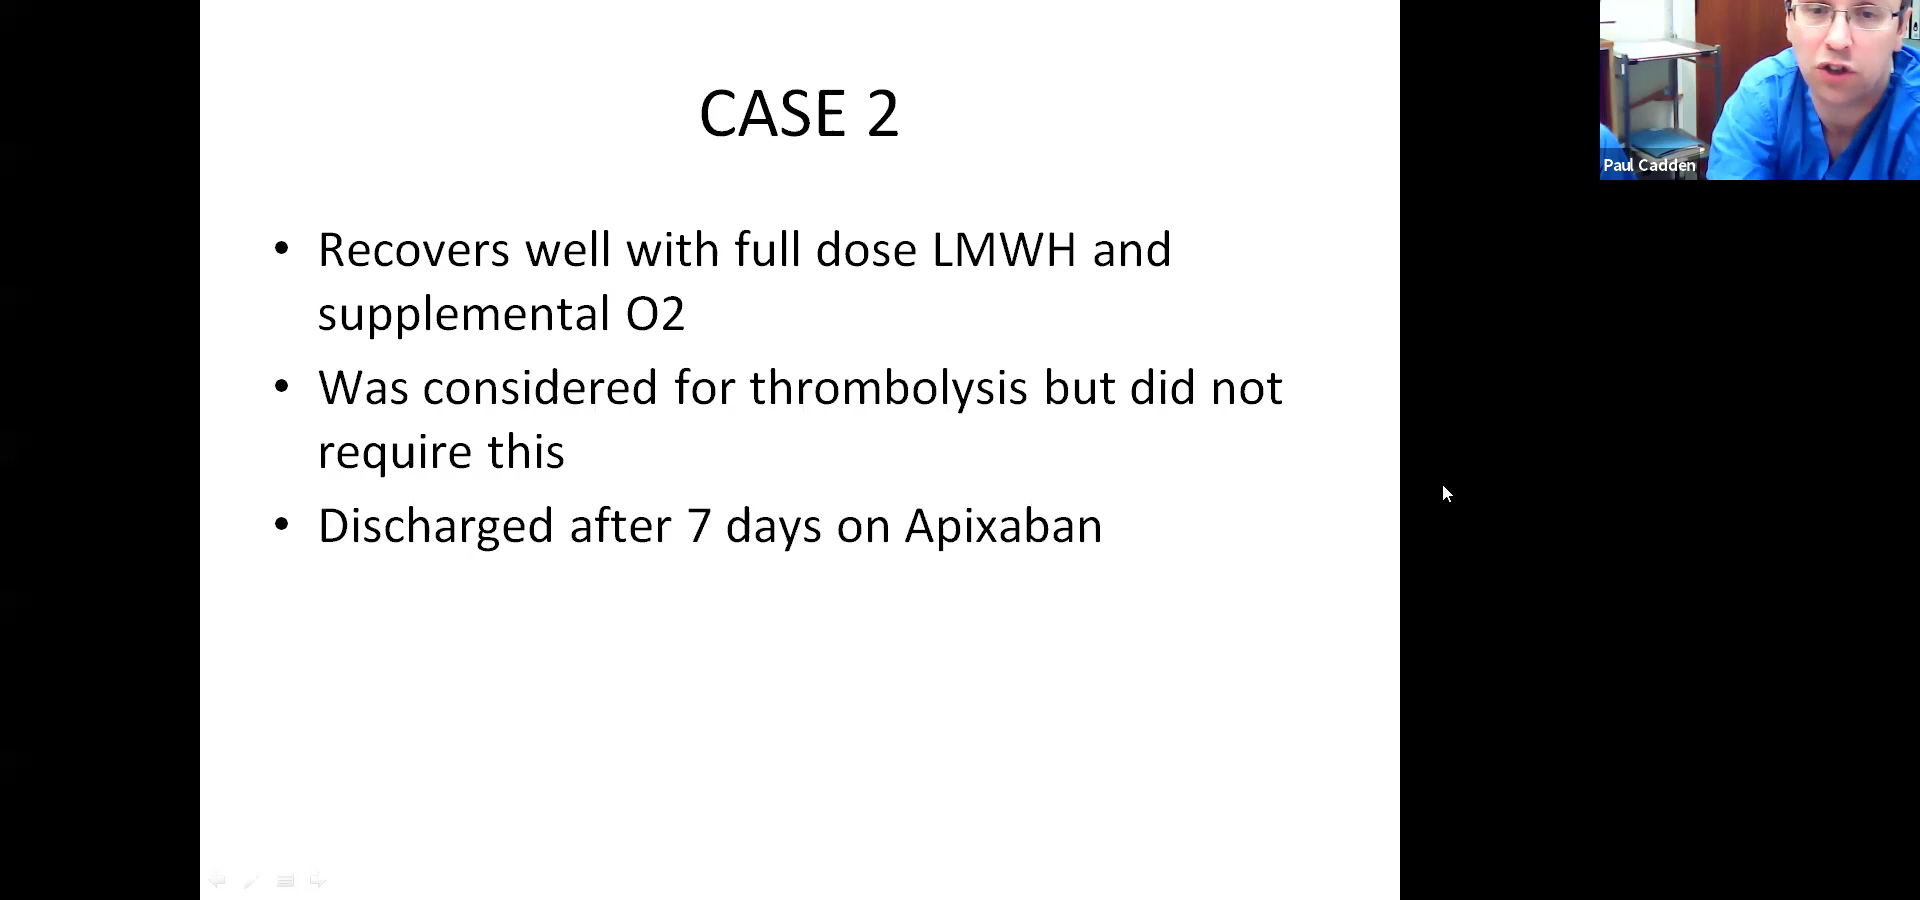 CASE 2
• Recovers well with full dose LMWH and
supplemental O2
• Was considered for thrombolysis but did not
require this
• Discharged after 7 days on Apixaban
Paul Cadden